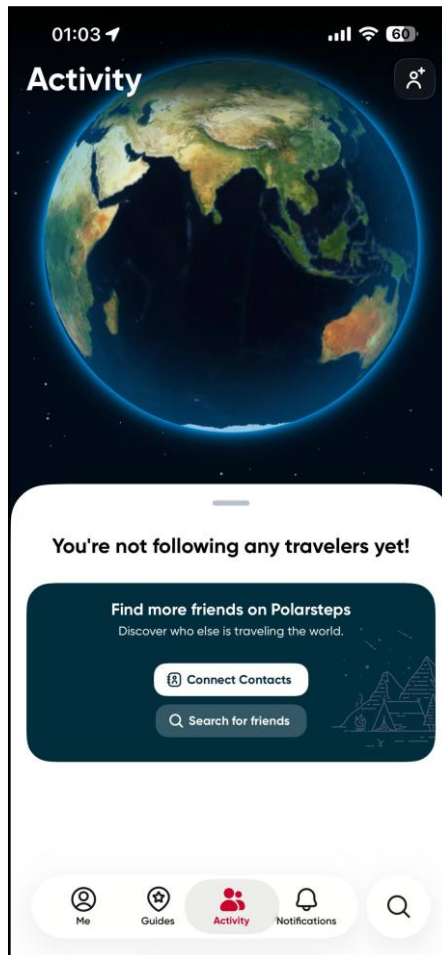 01:03
60
Activity
You're not following any travelers yet!
Find more friends on Polarsteps
Discover who else is traveling the world.
Connect Contacts
Search for friends
Me
Guides
Activity
Notifications